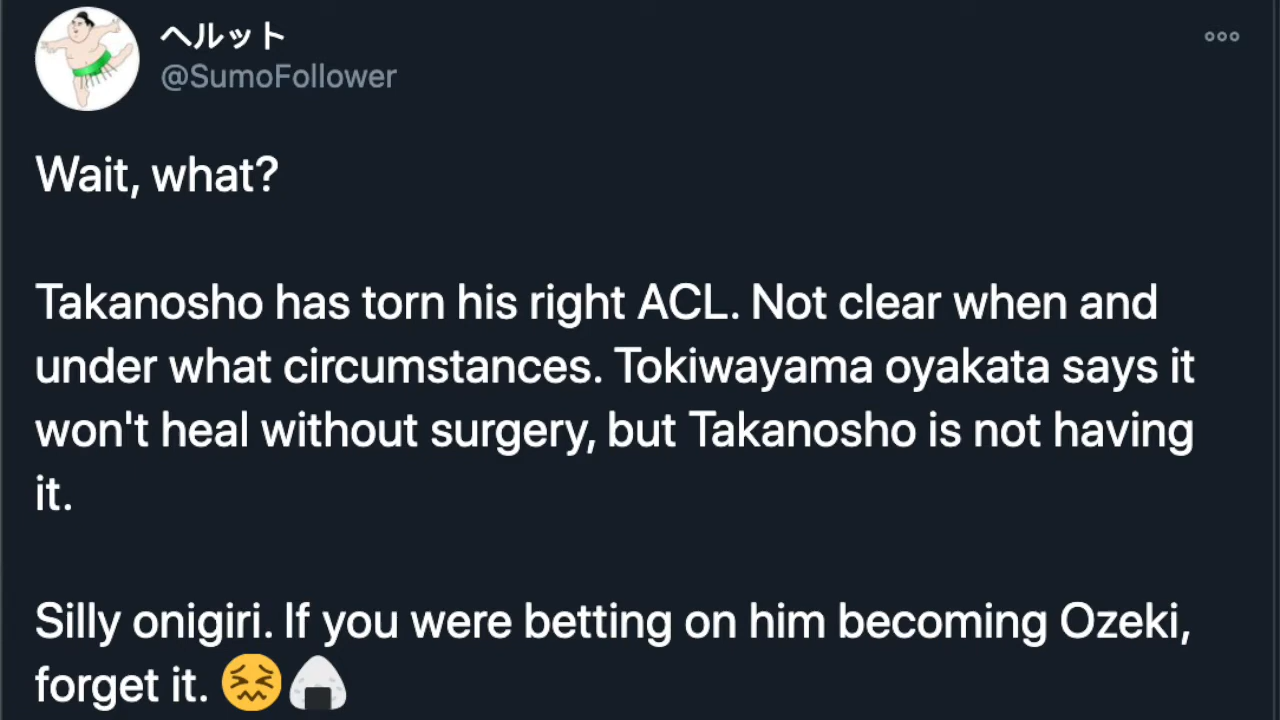 ヘルット
@SumoFollower
Wait, what?
Takanosho has torn his right ACL. Not clear when and
under what circumstances. Tokiwayama oyakata says it
won't heal without surgery, but Takanosho is not having
it.
Silly onigiri. If you were betting on him becoming Ozeki,
forget it. 😖🍙